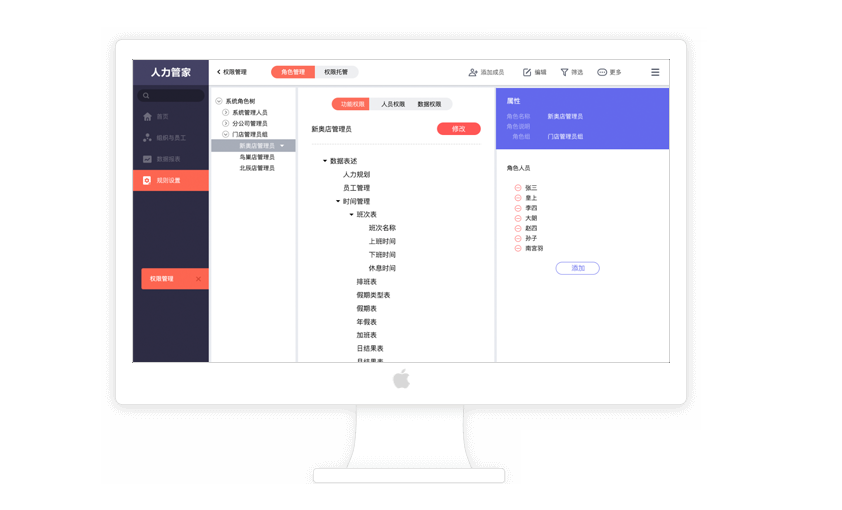 人力管家
权限管理
角色管理
权限托管
添加成员
编辑
筛选
更多
首页
组织与员工
数据报表
规则设置
权限管理
系统角色树
系统管理人员
分公司管理员
门店管理员组
新奥店管理员
鸟巢店管理员
北辰店管理员
功能权限
人员权限
数据权限
新奥店管理员
修改
数据表述
人力规划
员工管理
时间管理
班次表
班次名称
上班时间
下班时间
休息时间
排班表
假期类型表
假期表
年假表
加班表
日结果表
月结果表
属性
角色名称 新奥店管理员
角色说明
角色组 门店管理员组
角色人员
张三
皇上
李四
大朗
赵四
孙子
南宫羽
添加